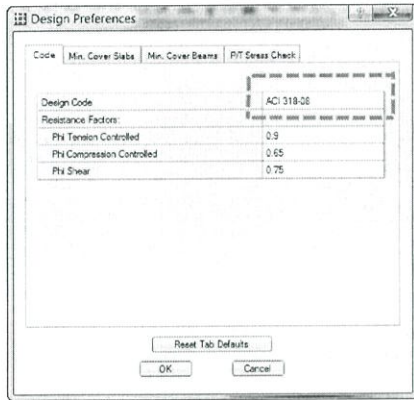 Design Preferences
Code
Min. Cover Slabs
Min. Cover Beams
P/T Stress Check
Design Code ACI 318-08
Resistance Factors:
Phi Tension Controlled 0.9
Phi Compression Controlled 0.65
Phi Shear 0.75
Reset Tab Defaults
OK
Cancel